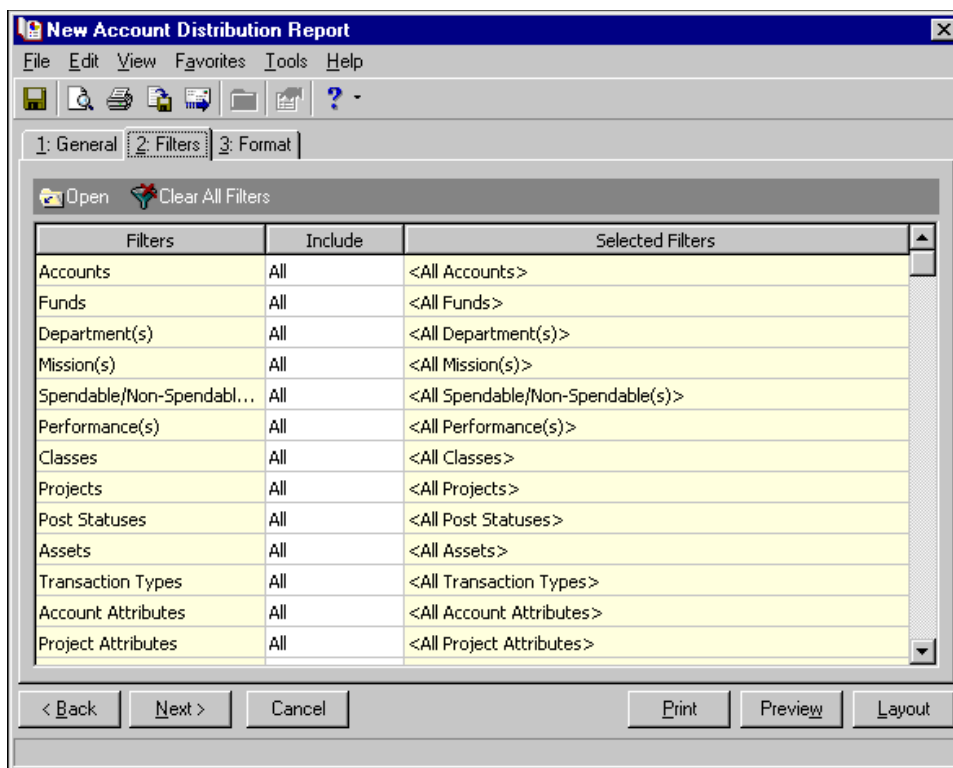 New Account Distribution Report
File Edit View Favorites Tools Help
?
1: General 2: Filters 3: Format
Open Clear All Filters
Filters Include Selected Filters
Accounts All <All Accounts>
Funds All <All Funds>
Department(s) All <All Department(s)>
Mission(s) All <All Mission(s)>
Spendable/Non-Spendabl... All <All Spendable/Non-Spendable(s)>
Performance(s) All <All Performance(s)>
Classes All <All Classes>
Projects All <All Projects>
Post Statuses All <All Post Statuses>
Assets All <All Assets>
Transaction Types All <All Transaction Types>
Account Attributes All <All Account Attributes>
Project Attributes All <All Project Attributes>
< Back Next > Cancel Print Preview Layout